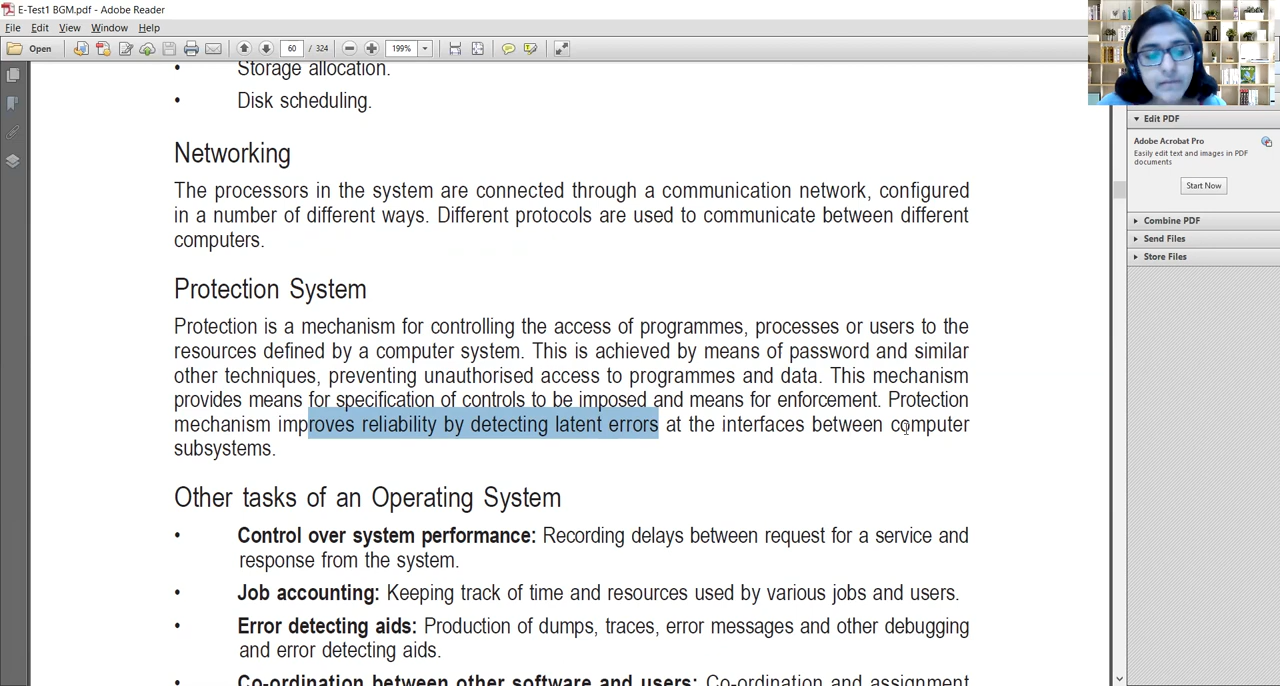 E-Test1 BGM.pdf - Adobe Reader
File Edit View Window Help
Open 60 / 324 199%
• Storage allocation.
• Disk scheduling.
Networking
The processors in the system are connected through a communication network, configured
in a number of different ways. Different protocols are used to communicate between different
computers.
Protection System
Protection is a mechanism for controlling the access of programmes, processes or users to the
resources defined by a computer system. This is achieved by means of password and similar
other techniques, preventing unauthorised access to programmes and data. This mechanism
provides means for specification of controls to be imposed and means for enforcement. Protection
mechanism improves reliability by detecting latent errors at the interfaces between computer
subsystems.
Other tasks of an Operating System
• Control over system performance: Recording delays between request for a service and
response from the system.
• Job accounting: Keeping track of time and resources used by various jobs and users.
• Error detecting aids: Production of dumps, traces, error messages and other debugging
and error detecting aids.
• Co-ordination between other software and users: Co-ordination and assignment
Edit PDF
Adobe Acrobat Pro
Easily edit text and images in PDF
documents
Start Now
Combine PDF
Send Files
Store Files